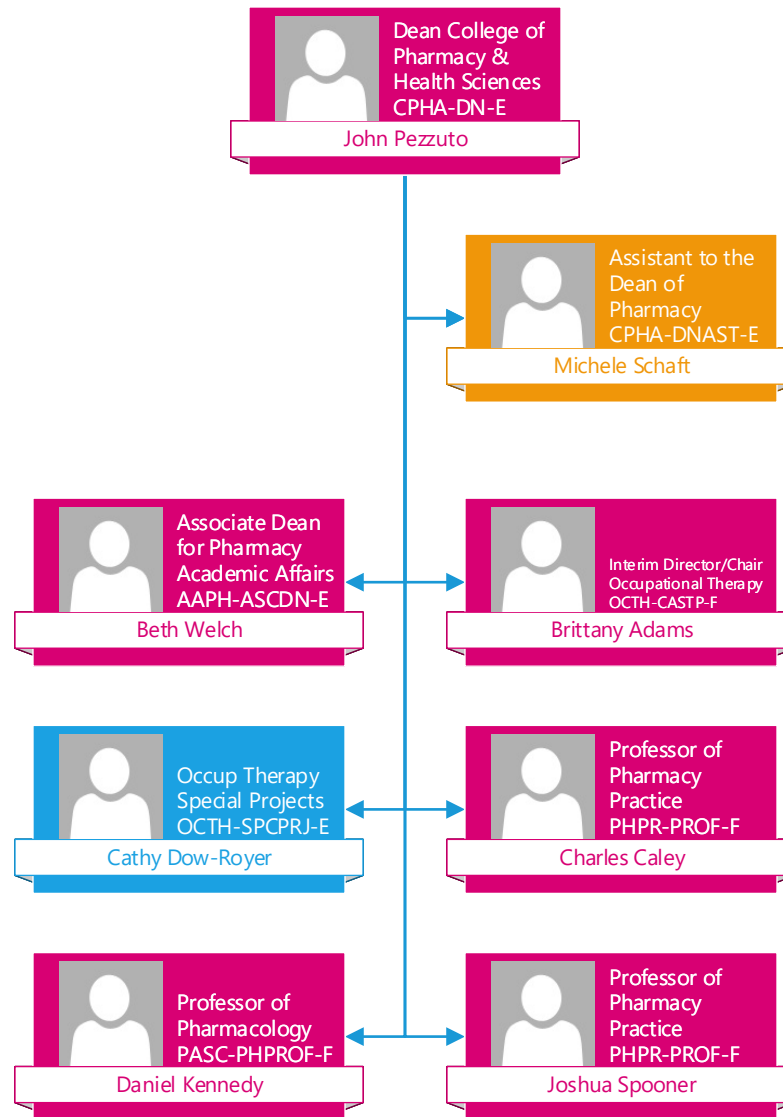 Dean College of
Pharmacy &
Health Sciences
CPHA-DN-E
John Pezzuto
Assistant to the
Dean of
Pharmacy
CPHA-DNAST-E
Michele Schaft
Associate Dean
for Pharmacy
Academic Affairs
AAPH-ASCDN-E
Beth Welch
Interim Director/Chair
Occupational Therapy
OCTH-CASTP-F
Brittany Adams
Occup Therapy
Special Projects
OCTH-SPCPRJ-E
Cathy Dow-Royer
Professor of
Pharmacy
Practice
PHPR-PROF-F
Charles Caley
Professor of
Pharmacology
PASC-PHPROF-F
Daniel Kennedy
Professor of
Pharmacy
Practice
PHPR-PROF-F
Joshua Spooner